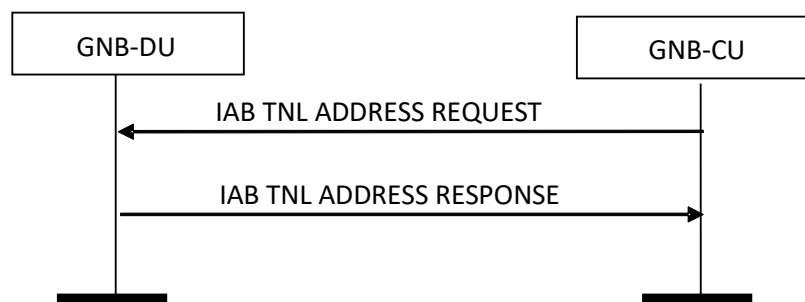 GNB-DU
GNB-CU
IAB TNL ADDRESS REQUEST
IAB TNL ADDRESS RESPONSE